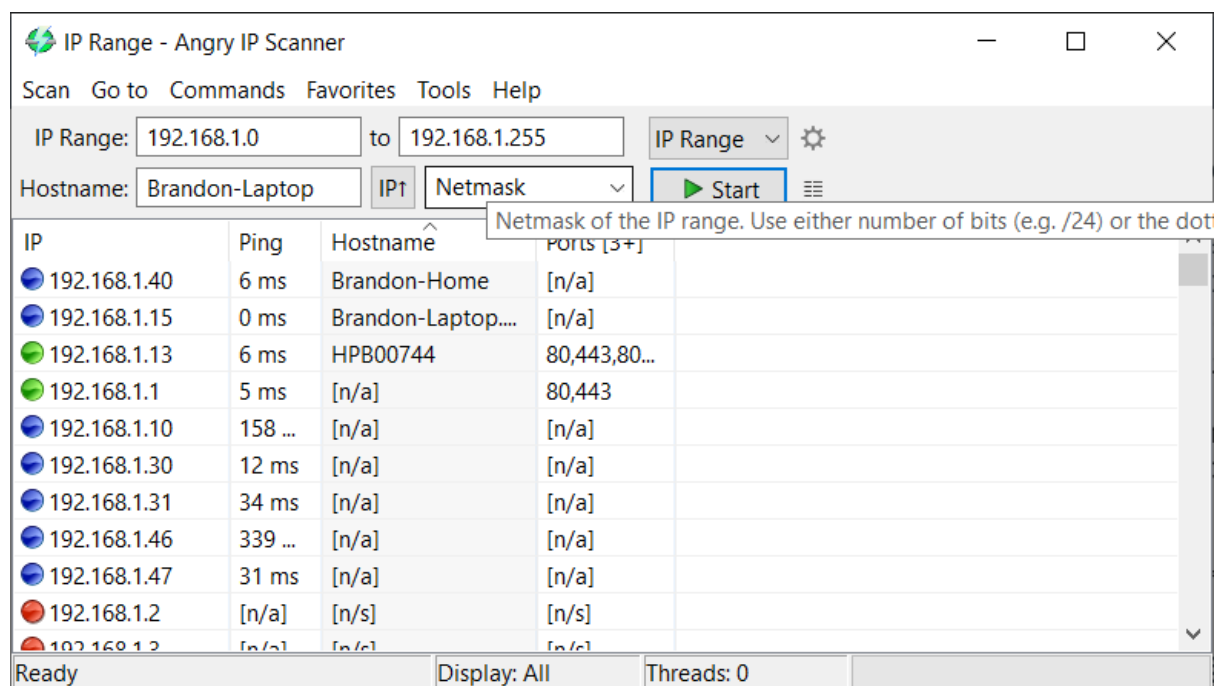 IP Range - Angry IP Scanner
Scan Go to Commands Favorites Tools Help
IP Range: 192.168.1.0 to 192.168.1.255 IP Range
Hostname: Brandon-Laptop IP↑ Netmask Start
Netmask of the IP range. Use either number of bits (e.g. /24) or the dott
IP Ping Hostname Ports [3+]
192.168.1.40 6 ms Brandon-Home [n/a]
192.168.1.15 0 ms Brandon-Laptop.... [n/a]
192.168.1.13 6 ms HPB00744 80,443,80...
192.168.1.1 5 ms [n/a] 80,443
192.168.1.10 158 ... [n/a] [n/a]
192.168.1.30 12 ms [n/a] [n/a]
192.168.1.31 34 ms [n/a] [n/a]
192.168.1.46 339 ... [n/a] [n/a]
192.168.1.47 31 ms [n/a] [n/a]
192.168.1.2 [n/a] [n/s] [n/s]
192.168.1.3 [n/a] [n/s] [n/s]
Ready Display: All Threads: 0